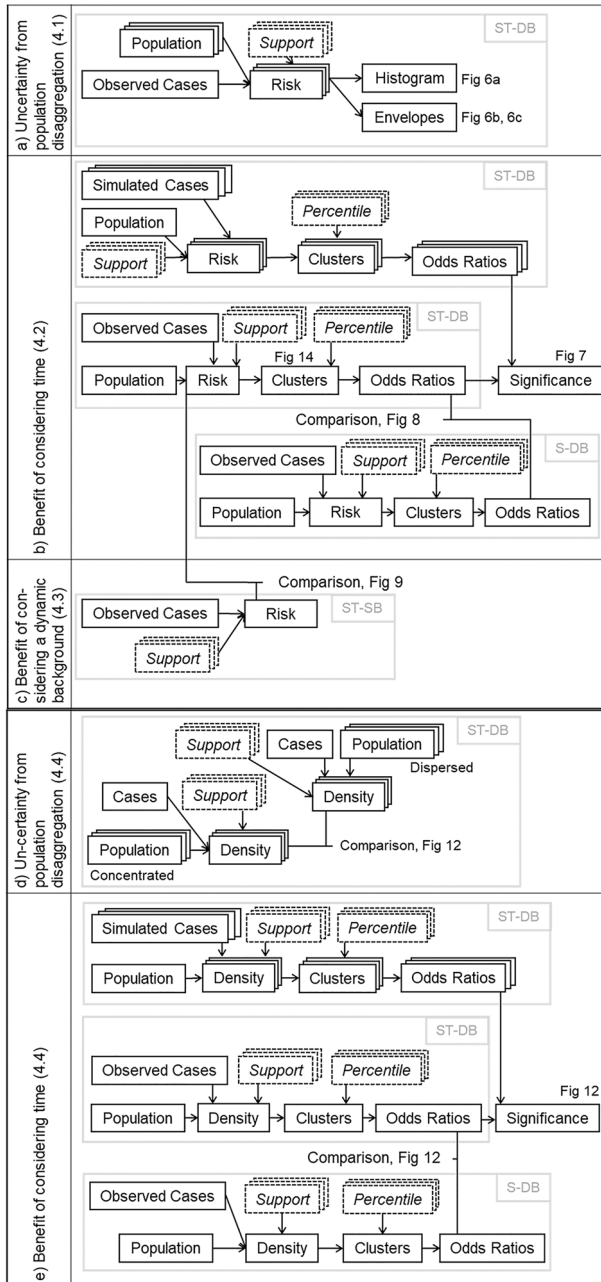 a) Uncertainty from
population
disaggregation (4.1)
ST-DB
Population
Support
Observed Cases
Risk
Histogram
Fig 6a
Envelopes
Fig 6b, 6c
b) Benefit of considering time (4.2)
ST-DB
Simulated Cases
Percentile
Population
Support
Risk
Clusters
Odds Ratios
ST-DB
Observed Cases
Support
Percentile
Fig 14
Fig 7
Population
Risk
Clusters
Odds Ratios
Significance
Comparison, Fig 8
S-DB
Observed Cases
Support
Percentile
Population
Risk
Clusters
Odds Ratios
c) Benefit of con-
sidering a dynamic
background (4.3)
Comparison, Fig 9
ST-SB
Observed Cases
Risk
Support
d) Un-certainty from
population
disaggregation (4.4)
ST-DB
Support
Cases
Population
Dispersed
Cases
Support
Density
Population
Density
Comparison, Fig 12
Concentrated
e) Benefit of considering time (4.4)
ST-DB
Simulated Cases
Support
Percentile
Population
Density
Clusters
Odds Ratios
ST-DB
Observed Cases
Support
Percentile
Fig 12
Population
Density
Clusters
Odds Ratios
Significance
Comparison, Fig 12
S-DB
Observed Cases
Support
Percentile
Population
Density
Clusters
Odds Ratios